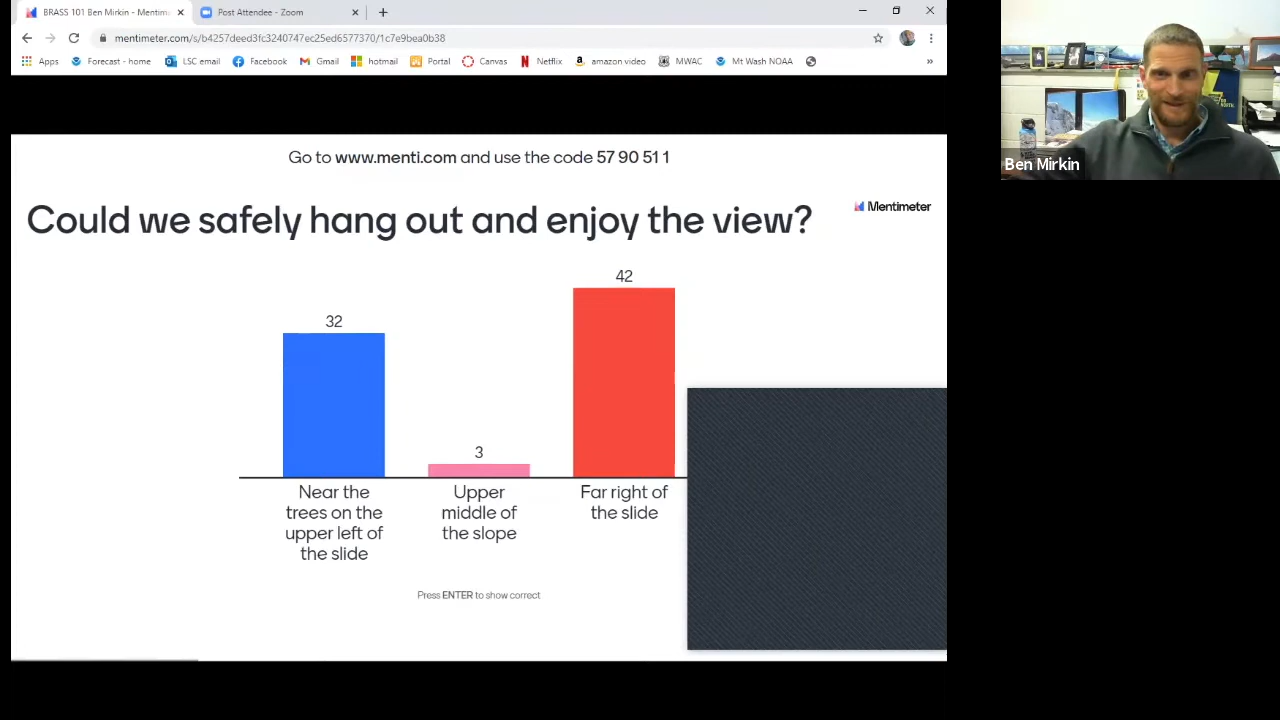 BRASS 101 Ben Mirkin - Mentim
Post Attendee - Zoom
mentimeter.com/s/b4257deed3fc3240747ec25ed6577370/1c7e9bea0b38
Apps Forecast - home LSC email Facebook Gmail hotmail Portal Canvas Netflix amazon video MWAC Mt Wash NOAA
Go to www.menti.com and use the code 57 90 51 1
Could we safely hang out and enjoy the view?
Mentimeter
32
3
42
Near the
trees on the
upper left of
the slide
Upper
middle of
the slope
Far right of
the slide
Press ENTER to show correct
Ben Mirkin